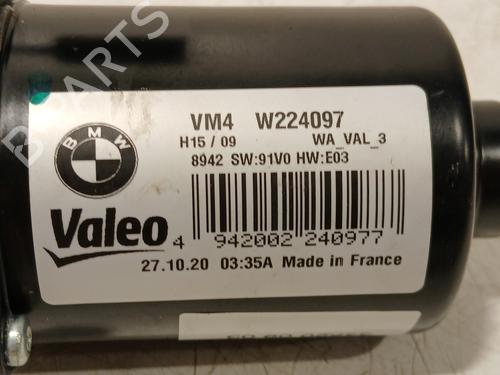 B-PARTS
BMW
VM4 W224097
H15 / 09 WA_VAL_3
8942 SW:91V0 HW:E03
Valeo
4 942002 240977
27.10.20 03:35A Made in France